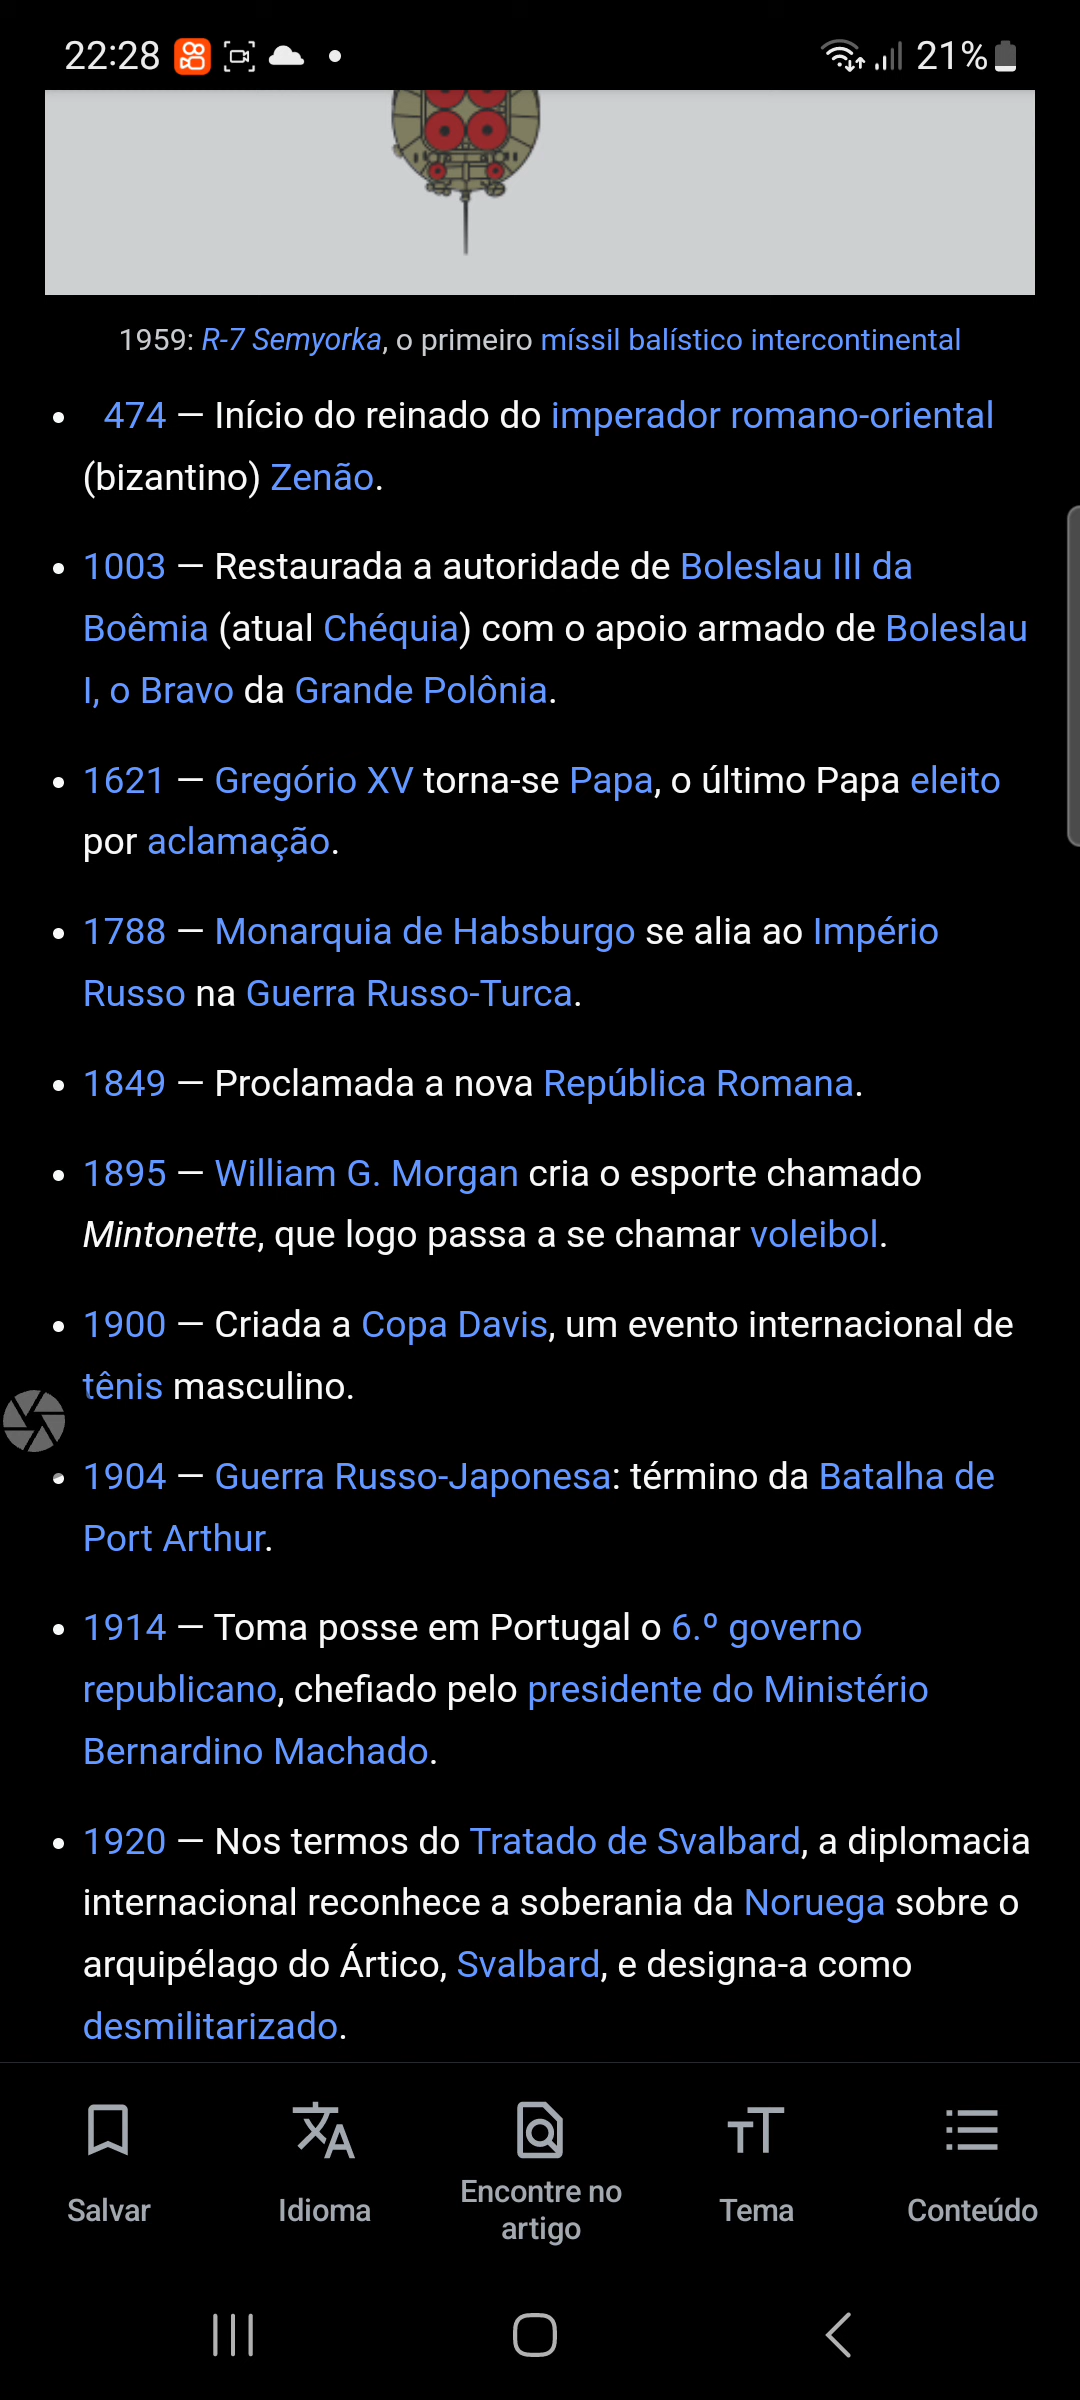 22:28
21%
1959: R-7 Semyorka, o primeiro míssil balístico intercontinental
• 474 — Início do reinado do imperador romano-oriental
(bizantino) Zenão.
• 1003 — Restaurada a autoridade de Boleslau III da
Boêmia (atual Chéquia) com o apoio armado de Boleslau
I, o Bravo da Grande Polônia.
• 1621 — Gregório XV torna-se Papa, o último Papa eleito
por aclamação.
• 1788 — Monarquia de Habsburgo se alia ao Império
Russo na Guerra Russo-Turca.
• 1849 — Proclamada a nova República Romana.
• 1895 — William G. Morgan cria o esporte chamado
Mintonette, que logo passa a se chamar voleibol.
• 1900 — Criada a Copa Davis, um evento internacional de
tênis masculino.
• 1904 — Guerra Russo-Japonesa: término da Batalha de
Port Arthur.
• 1914 — Toma posse em Portugal o 6.º governo
republicano, chefiado pelo presidente do Ministério
Bernardino Machado.
• 1920 — Nos termos do Tratado de Svalbard, a diplomacia
internacional reconhece a soberania da Noruega sobre o
arquipélago do Ártico, Svalbard, e designa-a como
desmilitarizado.
Salvar
Idioma
Encontre no
artigo
Tema
Conteúdo